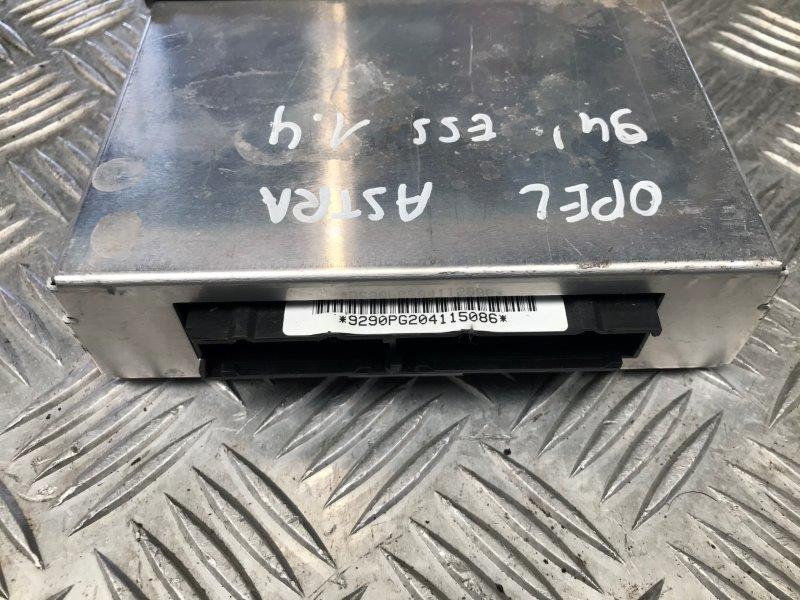 OPEL ASTRA
94' ESS 1.4
*9290PG204115086*